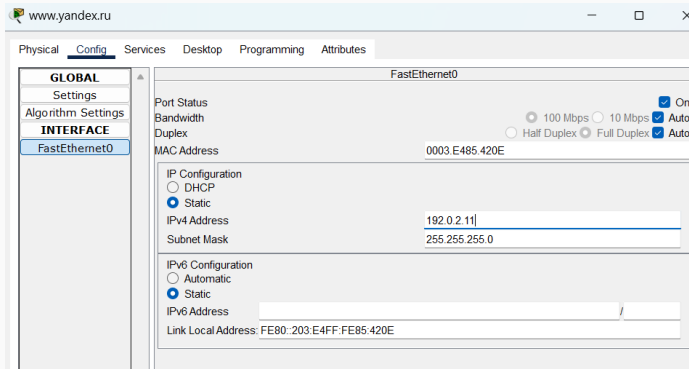 www.yandex.ru
Physical Config Services Desktop Programming Attributes
GLOBAL
Settings
Algorithm Settings
INTERFACE
FastEthernet0
FastEthernet0
Port Status On
Bandwidth 100 Mbps 10 Mbps Auto
Duplex Half Duplex Full Duplex Auto
MAC Address 0003.E485.420E
IP Configuration
DHCP
Static
IPv4 Address 192.0.2.11
Subnet Mask 255.255.255.0
IPv6 Configuration
Automatic
Static
IPv6 Address /
Link Local Address: FE80::203:E4FF:FE85:420E